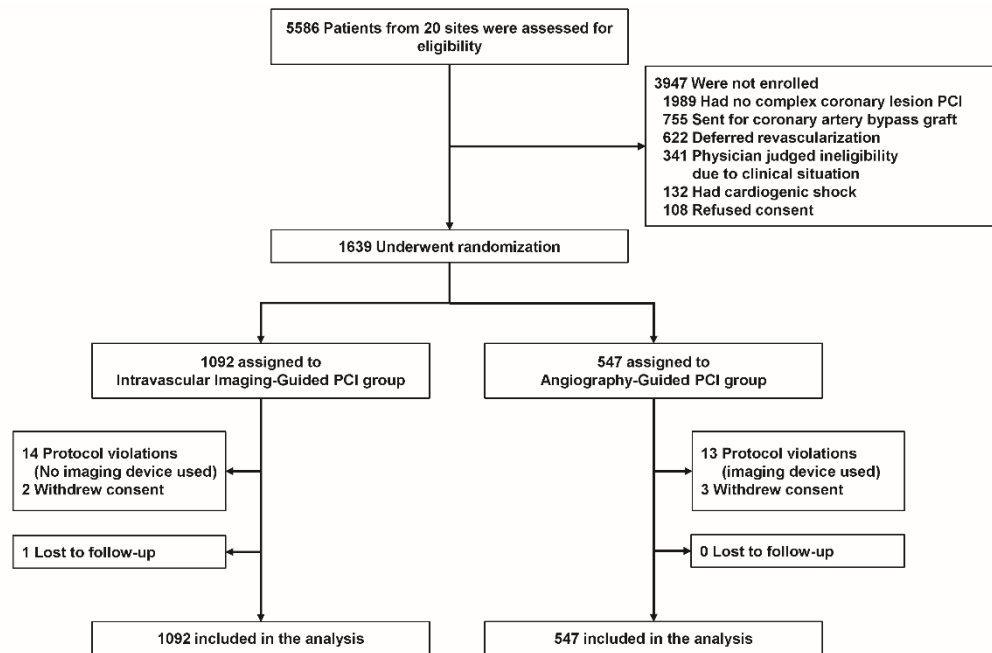 5586 Patients from 20 sites were assessed for
eligibility
3947 Were not enrolled
1989 Had no complex coronary lesion PCI
755 Sent for coronary artery bypass graft
622 Deferred revascularization
341 Physician judged ineligibility
due to clinical situation
132 Had cardiogenic shock
108 Refused consent
1639 Underwent randomization
1092 assigned to
Intravascular Imaging-Guided PCI group
547 assigned to
Angiography-Guided PCI group
14 Protocol violations
(No imaging device used)
2 Withdrew consent
13 Protocol violations
(imaging device used)
3 Withdrew consent
1 Lost to follow-up
0 Lost to follow-up
1092 included in the analysis
547 included in the analysis